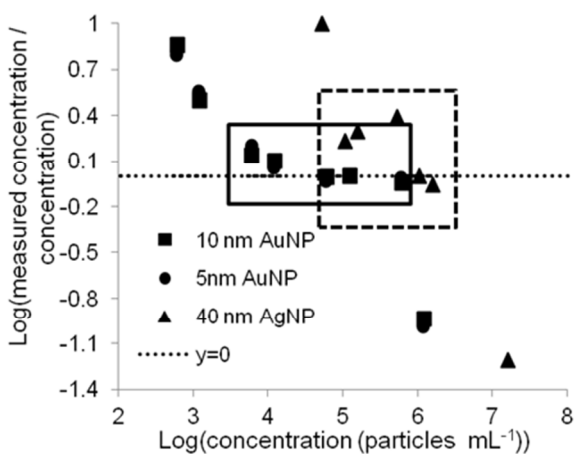 Log(measured concentration /
concentration)
1
0.7
0.4
0.1
-0.2
-0.5
-0.8
-1.1
-1.4
10 nm AuNP
5nm AuNP
40 nm AgNP
y=0
2 3 4 5 6 7 8
Log(concentration (particles mL⁻¹))